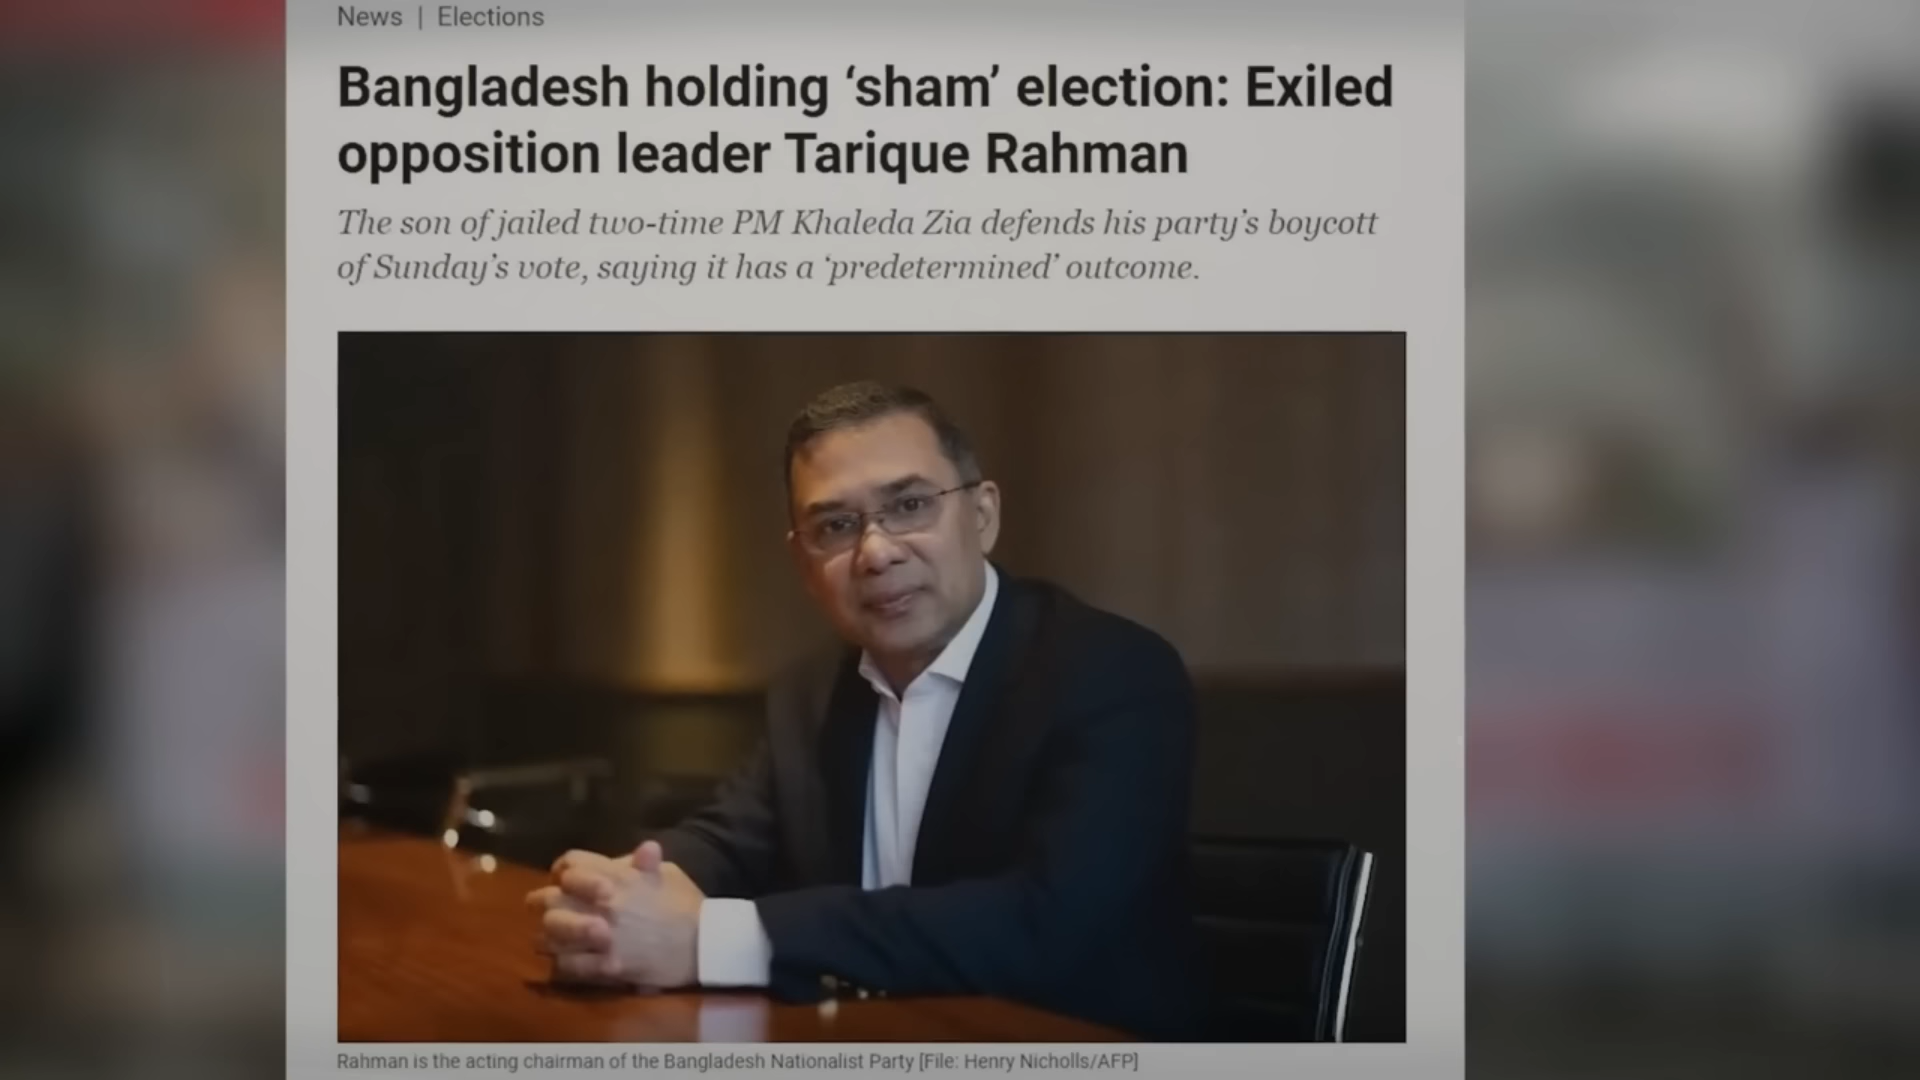 News | Elections
Bangladesh holding ‘sham’ election: Exiled
opposition leader Tarique Rahman
The son of jailed two-time PM Khaleda Zia defends his party’s boycott
of Sunday’s vote, saying it has a ‘predetermined’ outcome.
Rahman is the acting chairman of the Bangladesh Nationalist Party [File: Henry Nicholls/AFP]